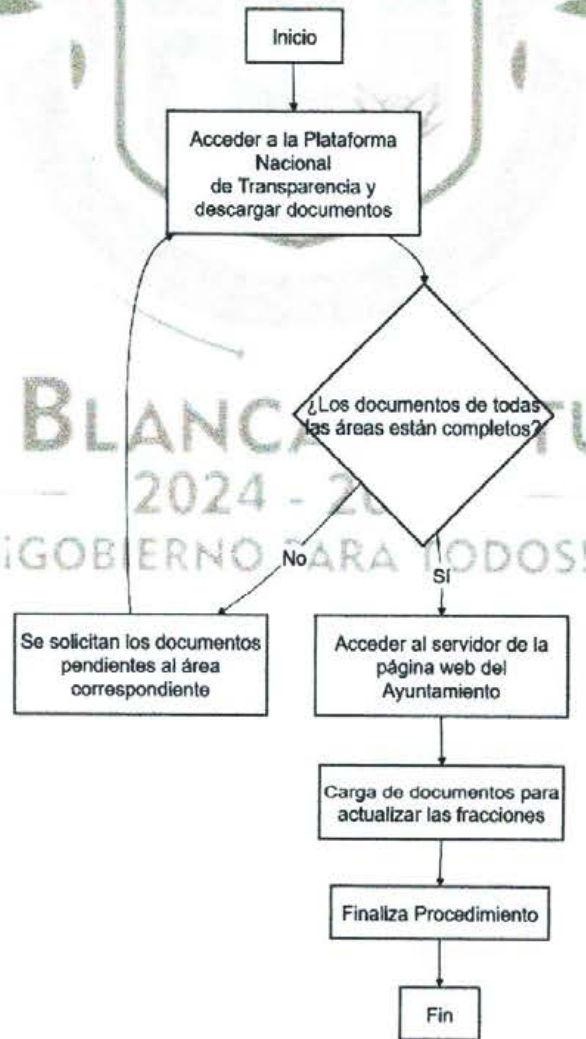 Inicio
Acceder a la Plataforma
Nacional
de Transparencia y
descargar documentos
¿Los documentos de todas
las áreas están completos?
BLANCA
2024 - 20
¡GOBIERNO PARA TODOS!
No
Sí
Se solicitan los documentos
pendientes al área
correspondiente
Acceder al servidor de la
página web del
Ayuntamiento
Carga de documentos para
actualizar las fracciones
Finaliza Procedimiento
Fin